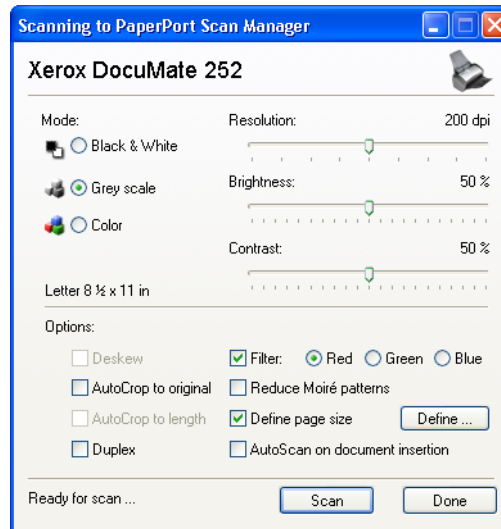 Scanning to PaperPort Scan Manager
Xerox DocuMate 252
Mode:
Black & White
Grey scale
Color
Letter 8 ½ x 11 in
Resolution: 200 dpi
Brightness: 50 %
Contrast: 50 %
Options:
Deskew
AutoCrop to original
AutoCrop to length
Duplex
Filter: Red Green Blue
Reduce Moiré patterns
Define page size Define ...
AutoScan on document insertion
Ready for scan ... Scan Done